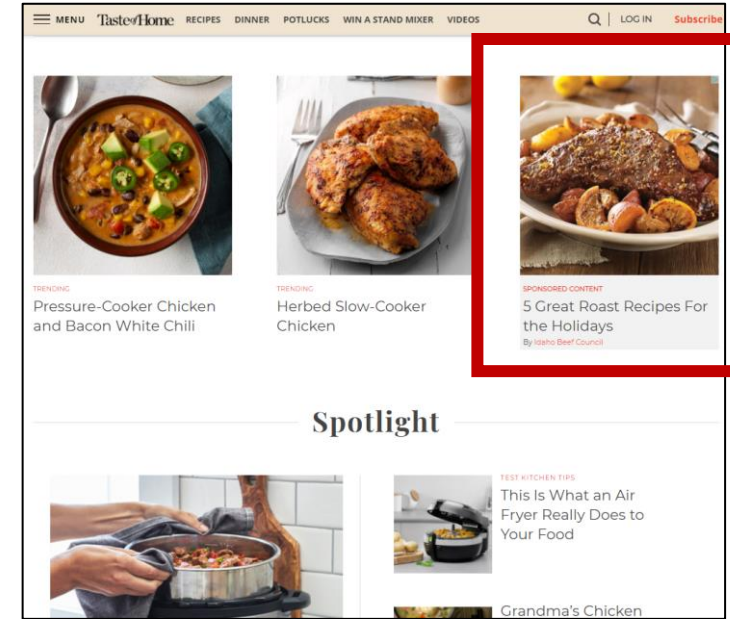 MENU Taste of Home RECIPES DINNER POTLUCKS WIN A STAND MIXER VIDEOS LOG IN Subscribe
TRENDING
Pressure-Cooker Chicken
and Bacon White Chili
TRENDING
Herbed Slow-Cooker
Chicken
SPONSORED CONTENT
5 Great Roast Recipes For
the Holidays
By Idaho Beef Council
Spotlight
TEST KITCHEN TIPS
This Is What an Air
Fryer Really Does to
Your Food
Grandma's Chicken